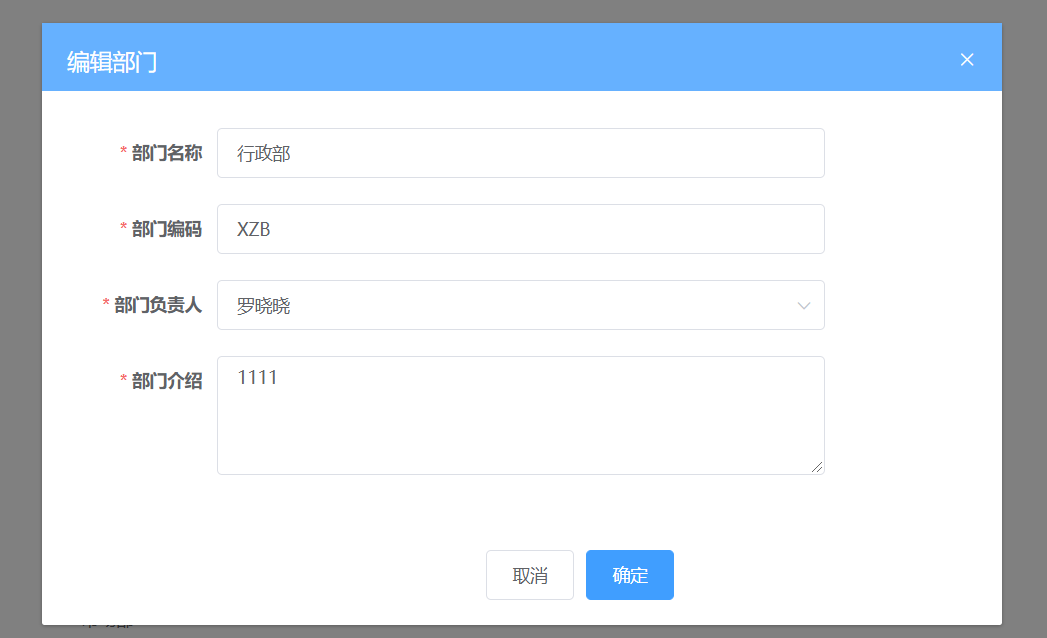 编辑部门
* 部门名称 行政部
* 部门编码 XZB
* 部门负责人 罗晓晓
* 部门介绍 1111
取消 确定